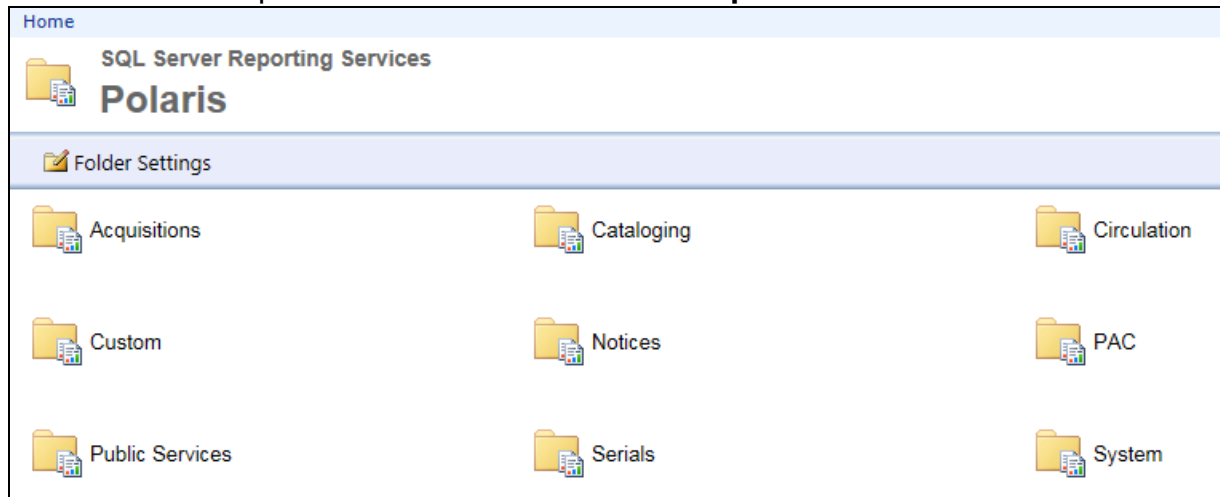 Home
SQL Server Reporting Services
Polaris
Folder Settings
Acquisitions
Cataloging
Circulation
Custom
Notices
PAC
Public Services
Serials
System